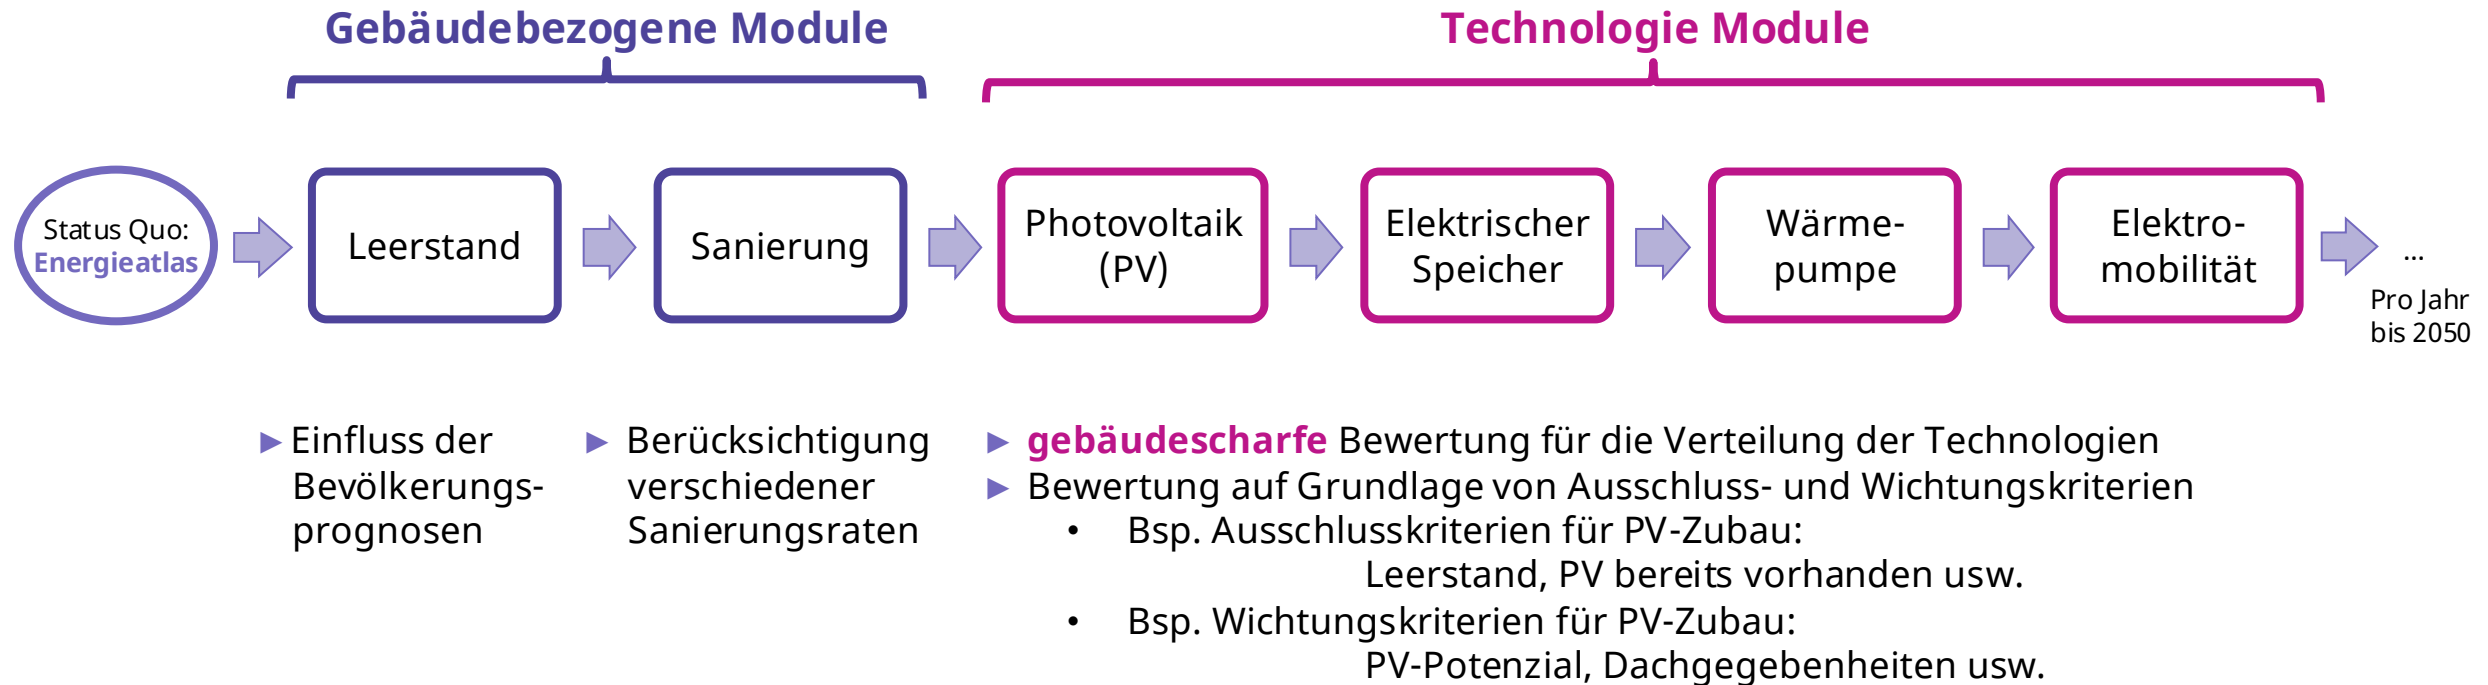 Gebäudebezogene Module
Technologie Module
Status Quo:
Energieatlas
Leerstand
Sanierung
Photovoltaik
(PV)
Elektrischer
Speicher
Wärme-
pumpe
Elektro-
mobilität
...
Pro Jahr
bis 2050
► Einfluss der
Bevölkerungs-
prognosen
► Berücksichtigung
verschiedener
Sanierungsraten
► gebäudescharfe Bewertung für die Verteilung der Technologien
► Bewertung auf Grundlage von Ausschluss- und Wichtungskriterien
• Bsp. Ausschlusskriterien für PV-Zubau:
Leerstand, PV bereits vorhanden usw.
• Bsp. Wichtungskriterien für PV-Zubau:
PV-Potenzial, Dachgegebenheiten usw.